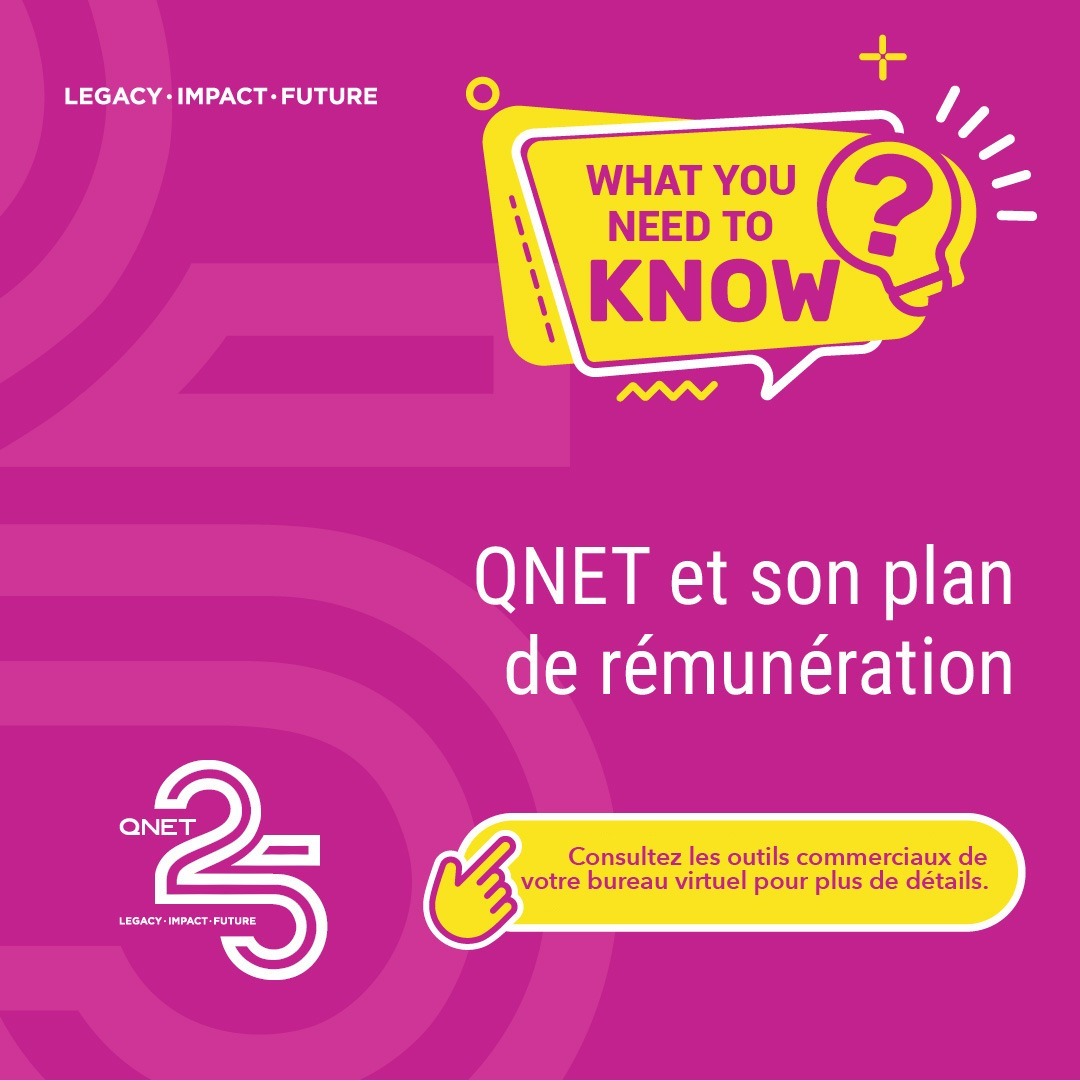 LEGACY · IMPACT · FUTURE
WHAT YOU
NEED TO
KNOW
?
QNET et son plan
de rémunération
QNET
25
LEGACY · IMPACT · FUTURE
Consultez les outils commerciaux de
votre bureau virtuel pour plus de détails.